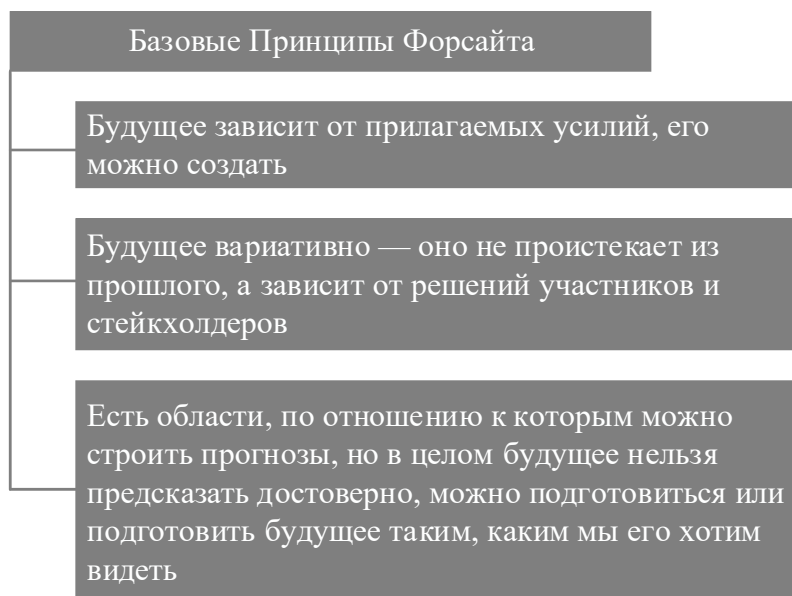 Базовые Принципы Форсайта
Будущее зависит от прилагаемых усилий, его
можно создать
Будущее вариативно — оно не проистекает из
прошлого, а зависит от решений участников и
стейкхолдеров
Есть области, по отношению к которым можно
строить прогнозы, но в целом будущее нельзя
предсказать достоверно, можно подготовиться или
подготовить будущее таким, каким мы его хотим
видеть